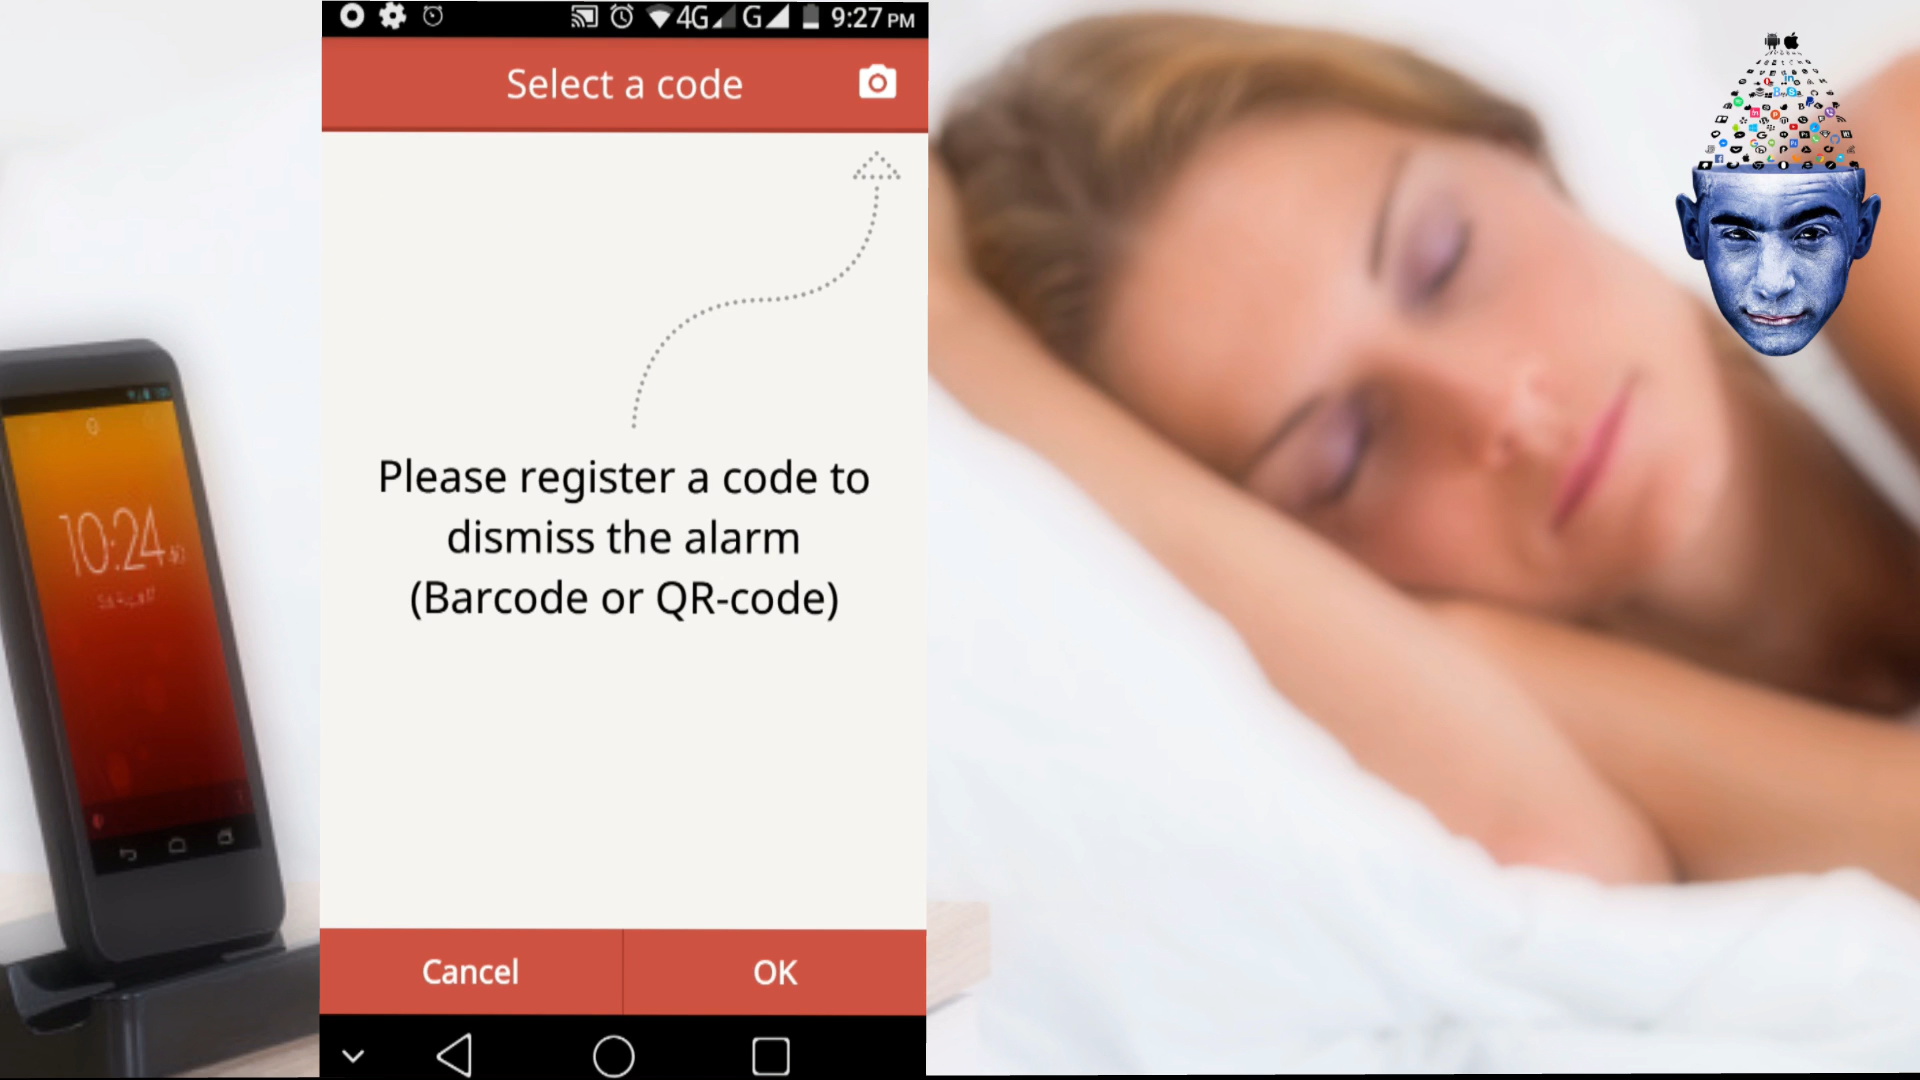 4G G 9:27 PM
Select a code
Please register a code to
dismiss the alarm
(Barcode or QR-code)
Cancel
OK
10:24